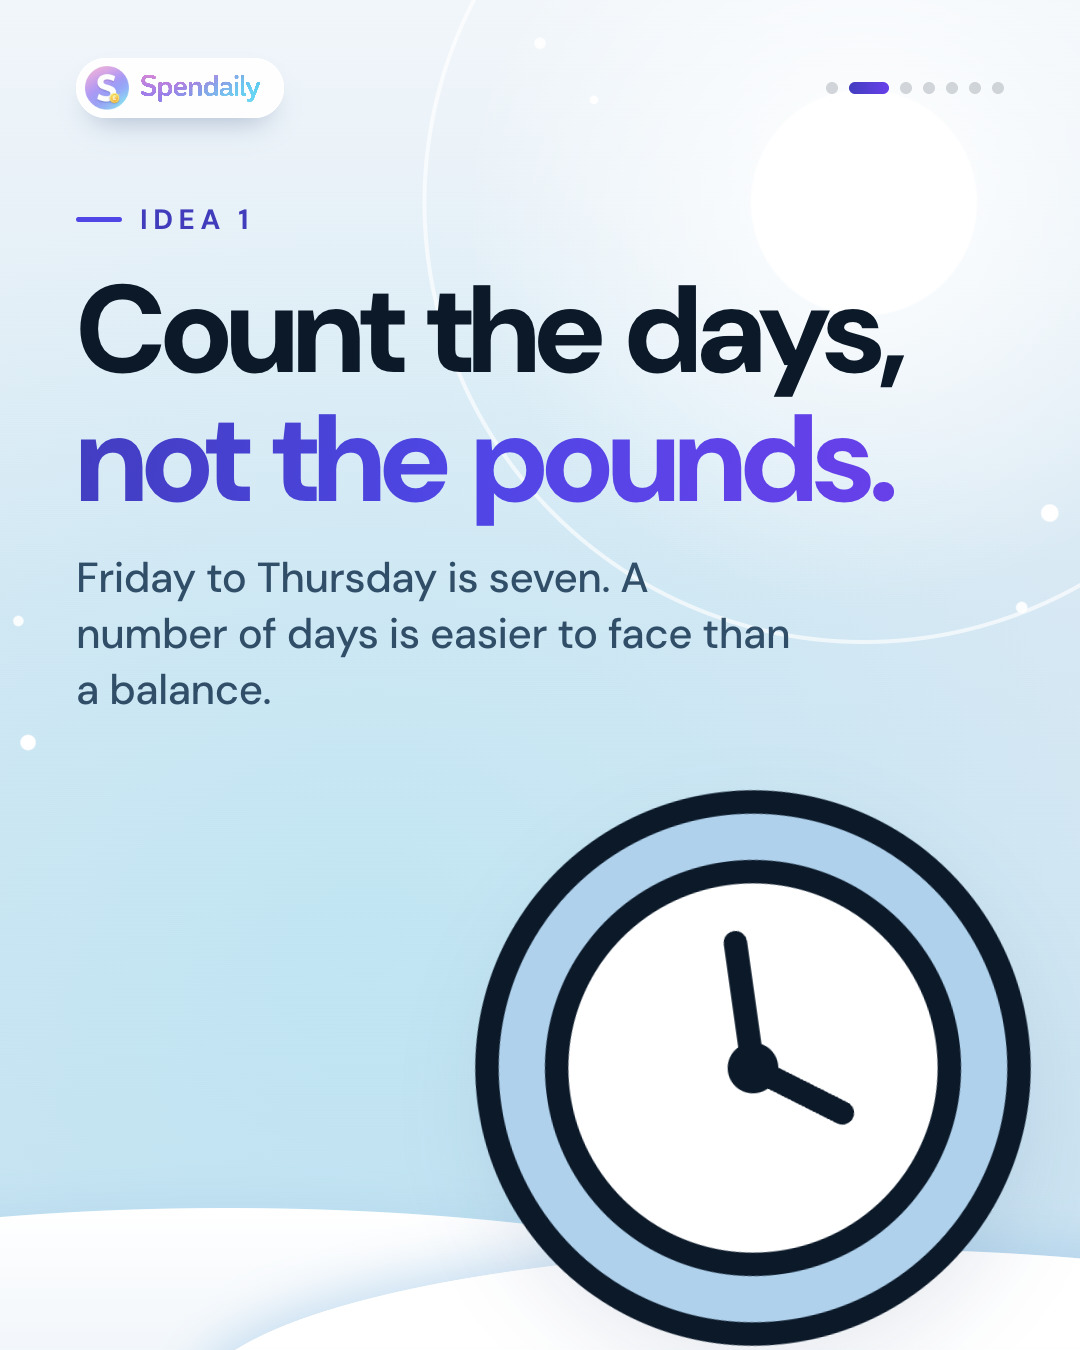 Spendaily
IDEA 1
Count the days,
not the pounds.
Friday to Thursday is seven. A
number of days is easier to face than
a balance.